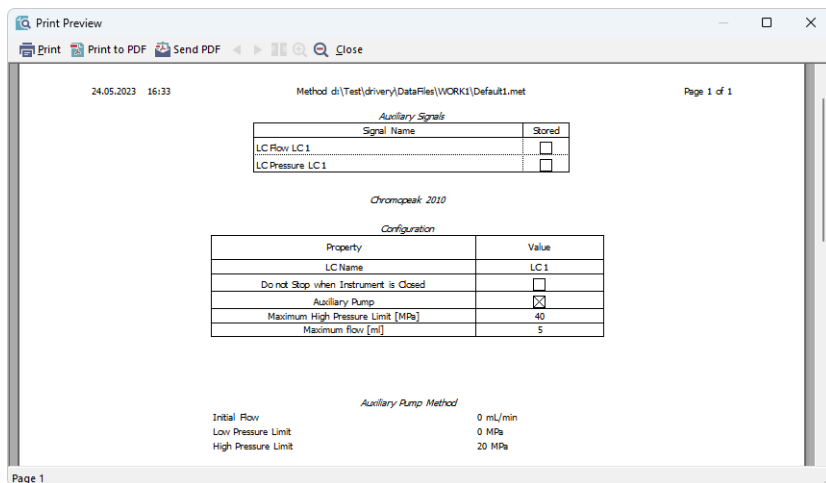 Print Preview
Print Print to PDF Send PDF Close
24.05.2023 16:33 Method d:\Test\drivery\DataFiles\WORK1\Default1.met Page 1 of 1
Auxiliary Signals
Signal Name Stored
LC Flow LC 1
LC Pressure LC 1
Chromopeak 2010
Configuration
Property Value
LC Name LC 1
Do not Stop when Instrument is Closed
Auxiliary Pump
Maximum High Pressure Limit [MPa] 40
Maximum flow [ml] 5
Auxiliary Pump Method
Initial Flow 0 mL/min
Low Pressure Limit 0 MPa
High Pressure Limit 20 MPa
Page 1